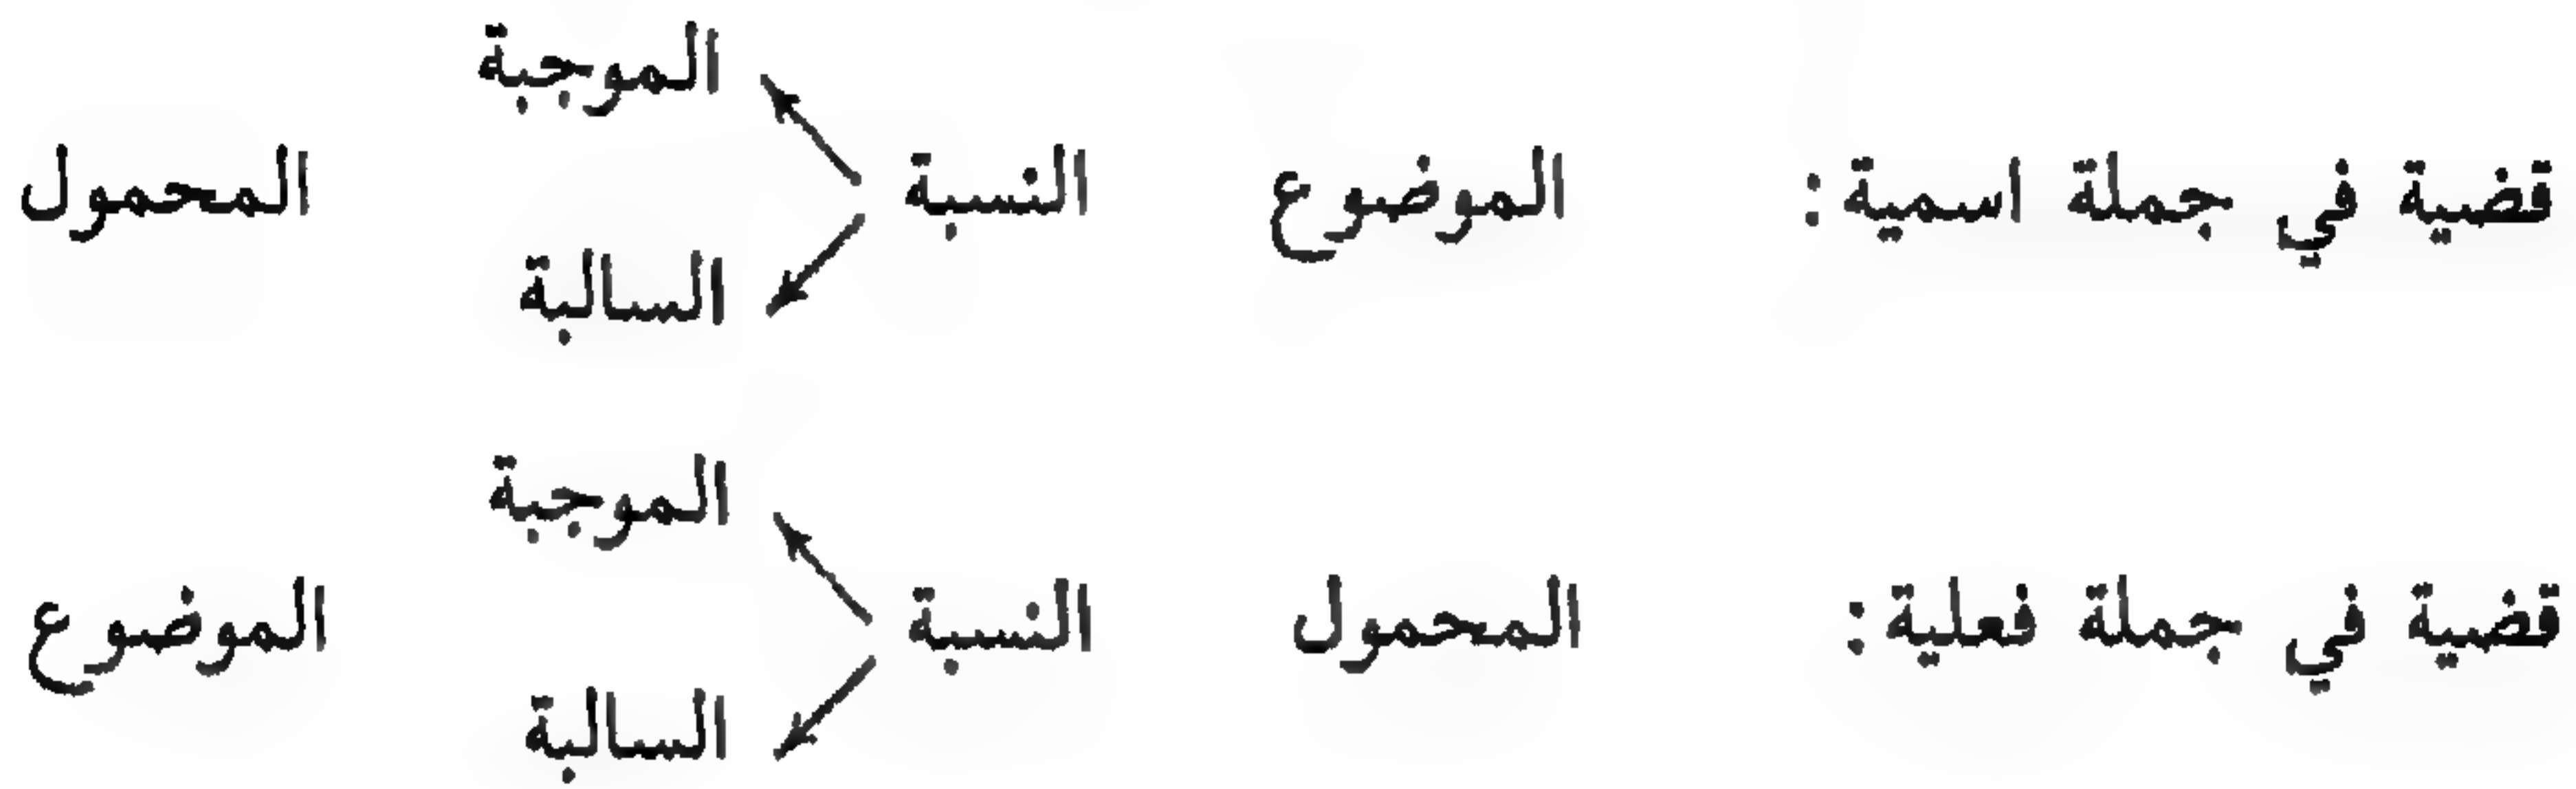 الموجبة
قضية في جملة اسمية: الموضوع النسبة المحمول
السالبة
الموجبة
قضية في جملة فعلية: المحمول النسبة الموضوع
السالبة